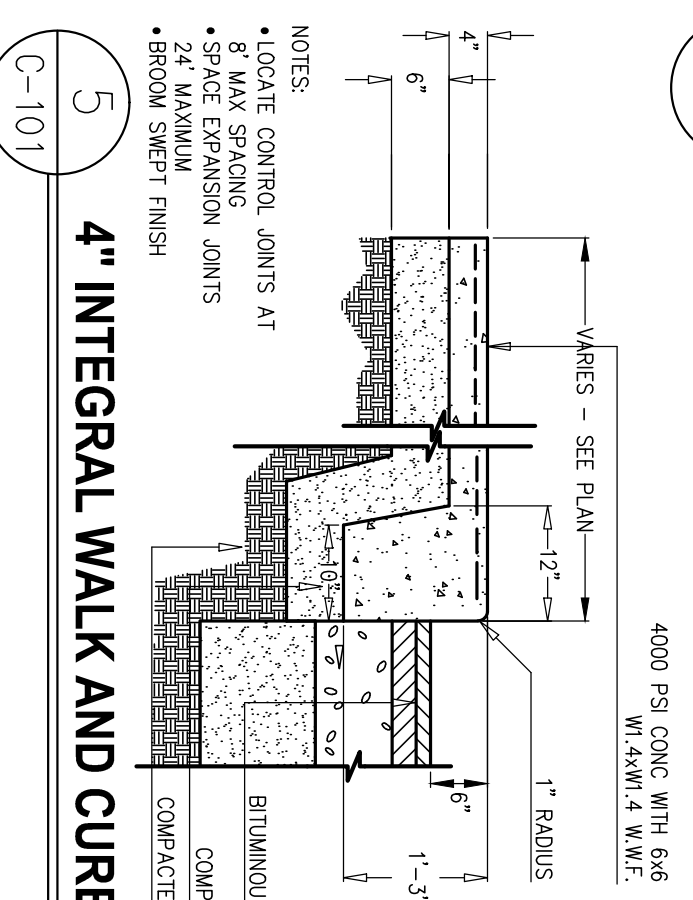 4000 PSI CONC WITH 6x6
W1.4xW1.4 W.W.F.
VARIES - SEE PLAN
12"
1" RADIUS
4"
6"
6"
1'-3"
10"
NOTES:
• LOCATE CONTROL JOINTS AT
8' MAX SPACING
• SPACE EXPANSION JOINTS
24' MAXIMUM
• BROOM SWEPT FINISH
BITUMINOU
COMP
COMPACTE
5
C-101
4" INTEGRAL WALK AND CURB